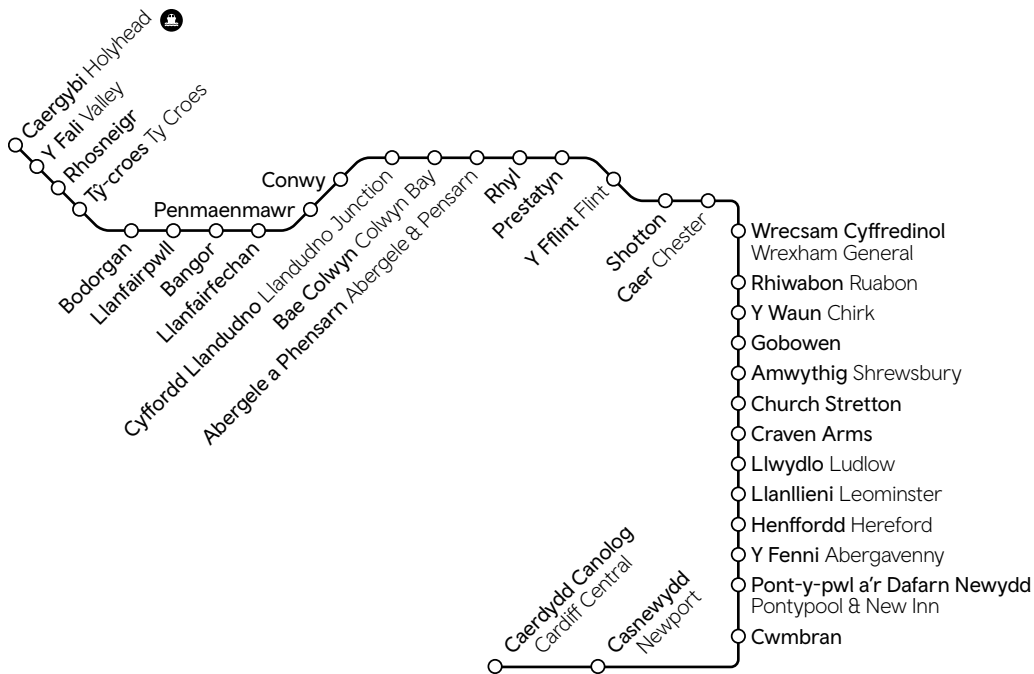 Caergybi Holyhead
Y Fali Valley
Rhosneigr
Tŷ-croes Ty Croes
Bodorgan
Llanfairpwll
Bangor
Llanfairfechan
Penmaenmawr
Conwy
Cyffordd Llandudno Llandudno Junction
Bae Colwyn Colwyn Bay
Abergele a Phensarn Abergele & Pensarn
Rhyl
Prestatyn
Y Fflint Flint
Shotton
Caer Chester
Wrecsam Cyffredinol
Wrexham General
Rhiwabon Ruabon
Y Waun Chirk
Gobowen
Amwythig Shrewsbury
Church Stretton
Craven Arms
Llwydlo Ludlow
Llanllieni Leominster
Henffordd Hereford
Y Fenni Abergavenny
Pont-y-pwl a'r Dafarn Newydd
Pontypool & New Inn
Cwmbran
Casnewydd
Newport
Caerdydd Canolog
Cardiff Central